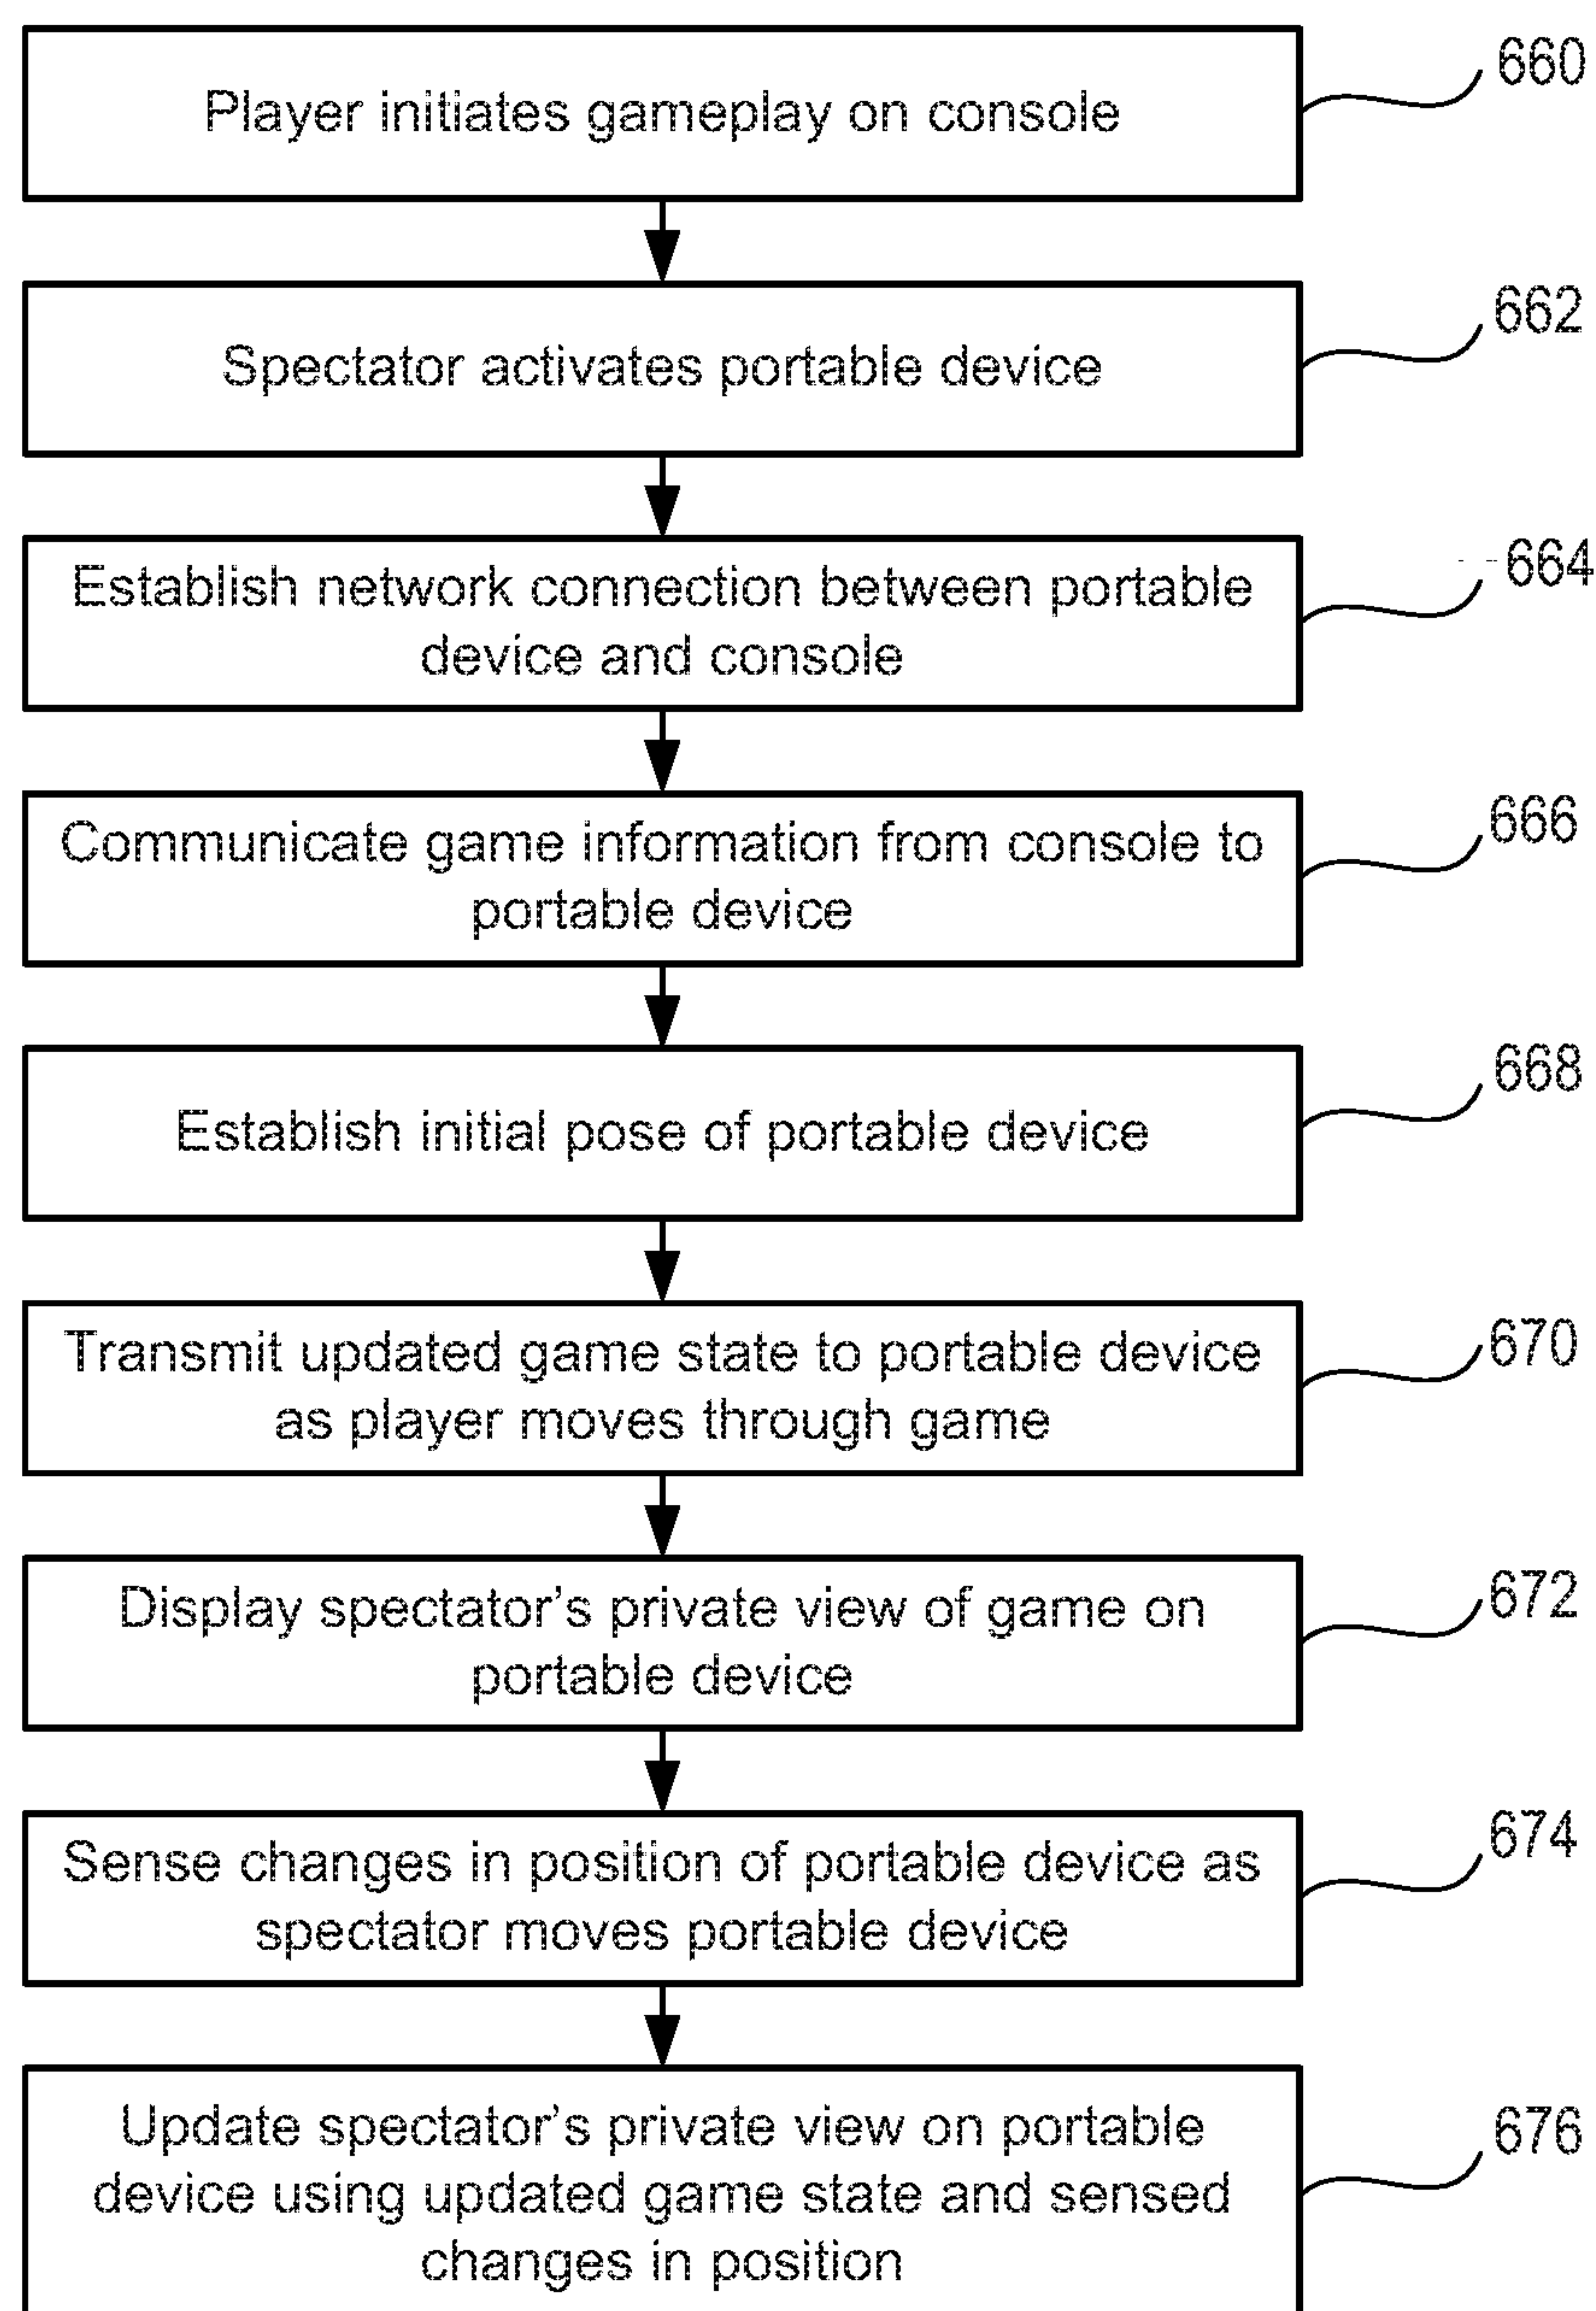 Player initiates gameplay on console
660
Spectator activates portable device
662
Establish network connection between portable
device and console
664
Communicate game information from console to
portable device
666
Establish initial pose of portable device
668
Transmit updated game state to portable device
as player moves through game
670
Display spectator’s private view of game on
portable device
672
Sense changes in position of portable device as
spectator moves portable device
674
Update spectator’s private view on portable
device using updated game state and sensed
changes in position
676